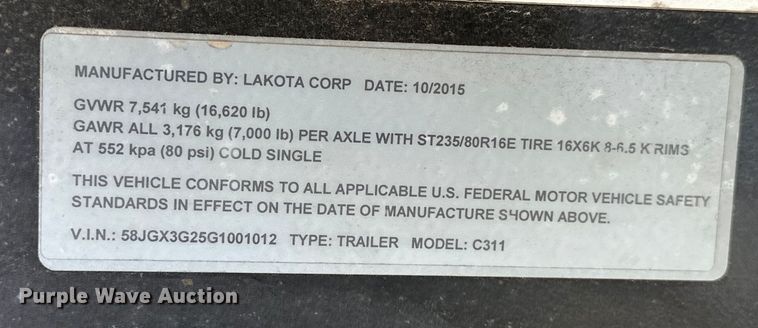 MANUFACTURED BY: LAKOTA CORP DATE: 10/2015
GVWR 7,541 kg (16,620 lb)
GAWR ALL 3,176 kg (7,000 lb) PER AXLE WITH ST235/80R16E TIRE 16X6K 8-6.5 K RIMS
AT 552 kpa (80 psi) COLD SINGLE
THIS VEHICLE CONFORMS TO ALL APPLICABLE U.S. FEDERAL MOTOR VEHICLE SAFETY
STANDARDS IN EFFECT ON THE DATE OF MANUFACTURE SHOWN ABOVE.
V.I.N.: 58JGX3G25G1001012 TYPE: TRAILER MODEL: C311
Purple Wave Auction